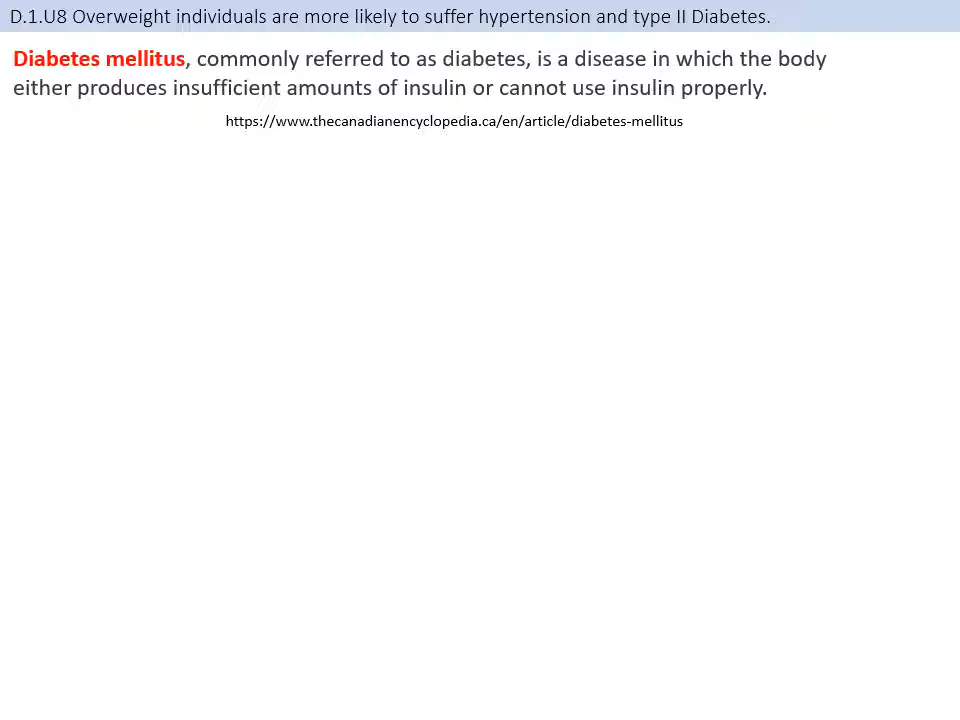 D.1.U8 Overweight individuals are more likely to suffer hypertension and type II Diabetes.
Diabetes mellitus, commonly referred to as diabetes, is a disease in which the body
either produces insufficient amounts of insulin or cannot use insulin properly.
https://www.thecanadianencyclopedia.ca/en/article/diabetes-mellitus